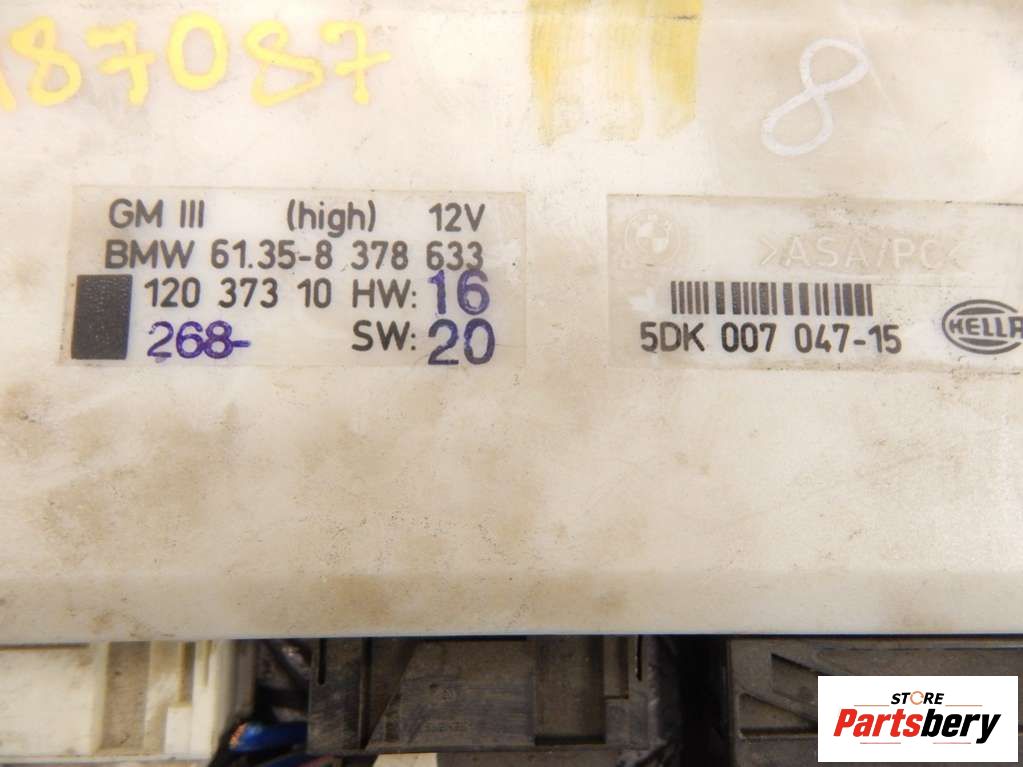 187087
8
GM III (high) 12V
BMW 61.35-8 378 633
120 373 10 HW: 16
268- SW: 20
>ASA/PC<
5DK 007 047-15
HELLA
STORE
Partsbery